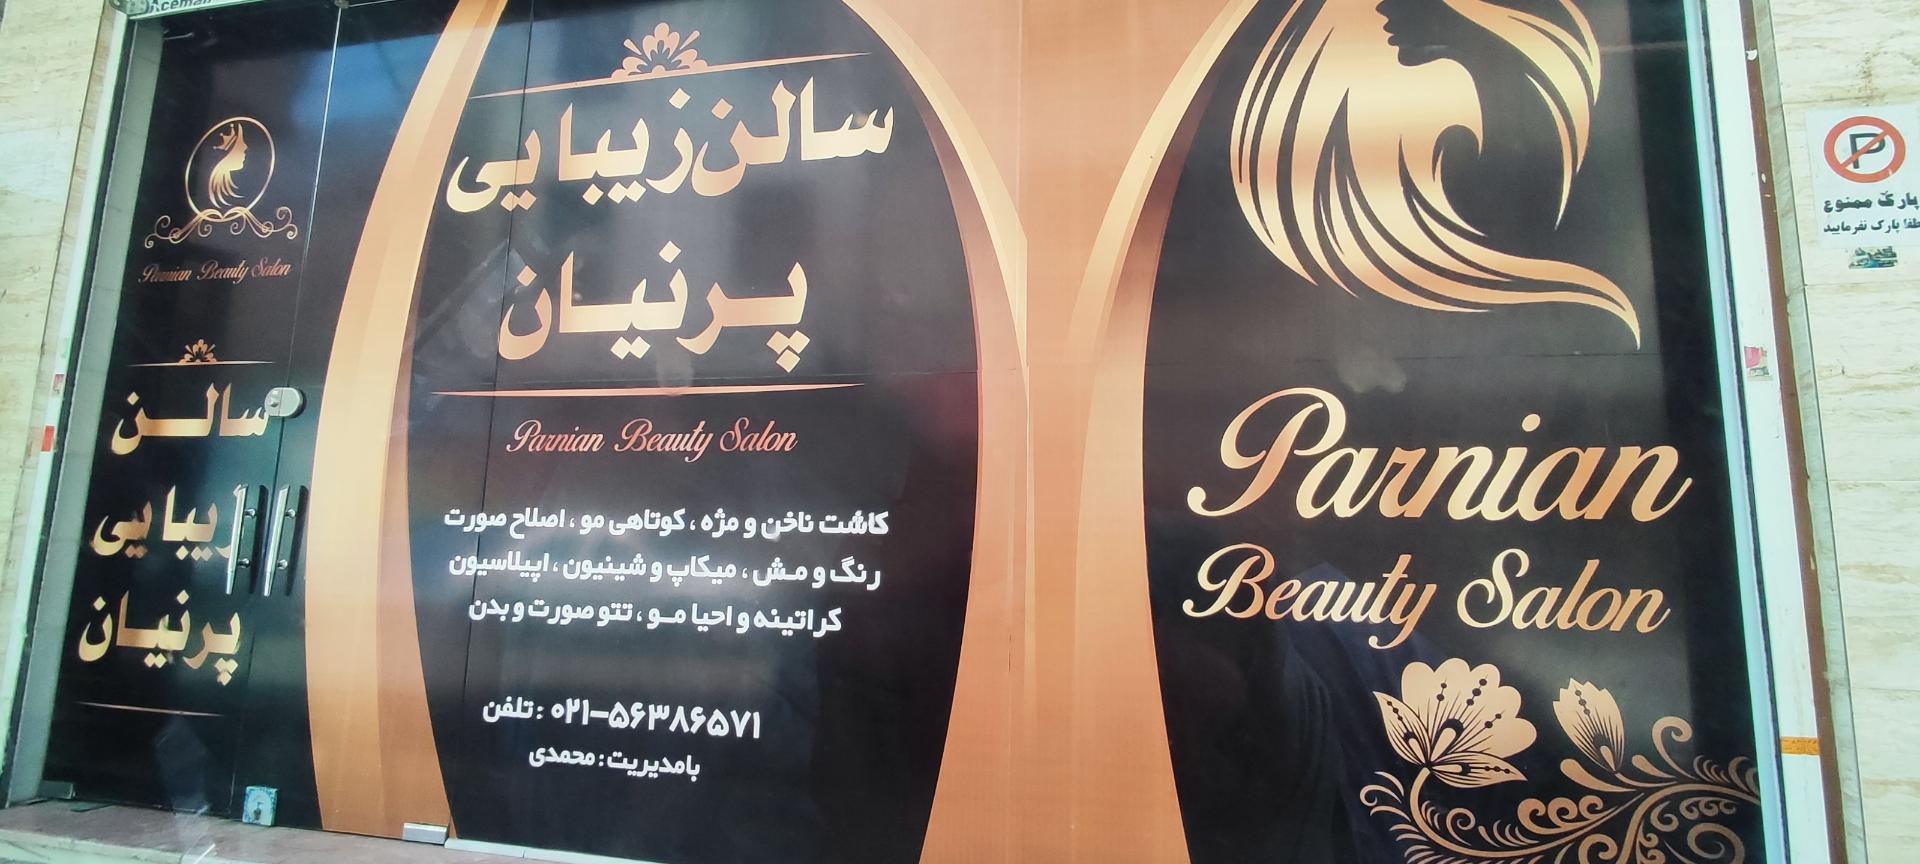 Parnian Beauty Salon
سالن
زیبایی
پرنیان
سالن زیبایی
پرنیان
Parnian Beauty Salon
کاشت ناخن و مژه ، کوتاهی مو ، اصلاح صورت
رنگ و مش ، میکاپ و شینیون ، اپیلاسیون
کراتینه و احیا مو ، تتو صورت و بدن
تلفن : ۰۲۱-۵۶۳۸۶۵۷۱
بامدیریت : محمدی
Parnian
Beauty Salon
P
پارک ممنوع
پارک نفرمایید